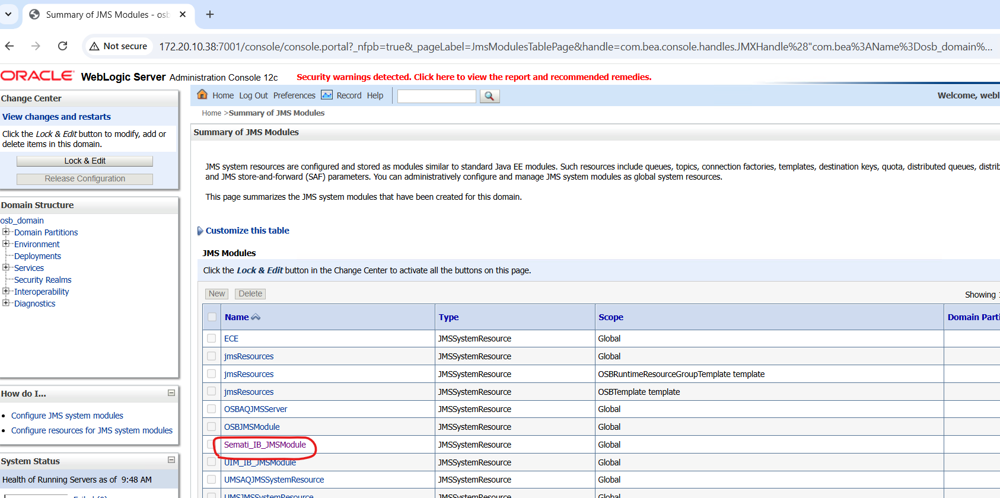 Summary of JMS Modules - osb
Not secure
172.20.10.38:7001/console/console.portal?_nfpb=true&_pageLabel=JmsModulesTablePage&handle=com.bea.console.handles.JMXHandle%28"com.bea%3AName%3Dosb_domain%...
ORACLE WebLogic Server Administration Console 12c
Security warnings detected. Click here to view the report and recommended remedies.
Change Center
View changes and restarts
Click the Lock & Edit button to modify, add or
delete items in this domain.
Lock & Edit
Release Configuration
Domain Structure
osb_domain
Domain Partitions
Environment
Deployments
Services
Security Realms
Interoperability
Diagnostics
How do I...
Configure JMS system modules
Configure resources for JMS system modules
System Status
Health of Running Servers as of 9:48 AM
Failed (0)
Home Log Out Preferences Record Help
Welcome, webl
Home >Summary of JMS Modules
Summary of JMS Modules
JMS system resources are configured and stored as modules similar to standard Java EE modules. Such resources include queues, topics, connection factories, templates, destination keys, quota, distributed queues, distrib
and JMS store-and-forward (SAF) parameters. You can administratively configure and manage JMS system modules as global system resources.
This page summarizes the JMS system modules that have been created for this domain.
Customize this table
JMS Modules
Click the Lock & Edit button in the Change Center to activate all the buttons on this page.
New Delete
Showing 1
Name Type Scope Domain Parti
ECE JMSSystemResource Global
jmsResources JMSSystemResource Global
jmsResources JMSSystemResource OSBRuntimeResourceGroupTemplate template
jmsResources JMSSystemResource OSBTemplate template
OSBAQJMSServer JMSSystemResource Global
OSBJMSModule JMSSystemResource Global
Semati_IB_JMSModule JMSSystemResource Global
UIM_IB_JMSModule JMSSystemResource Global
UMSAQJMSSystemResource JMSSystemResource Global
UMSJMSSystemResource JMSSystemResource Global